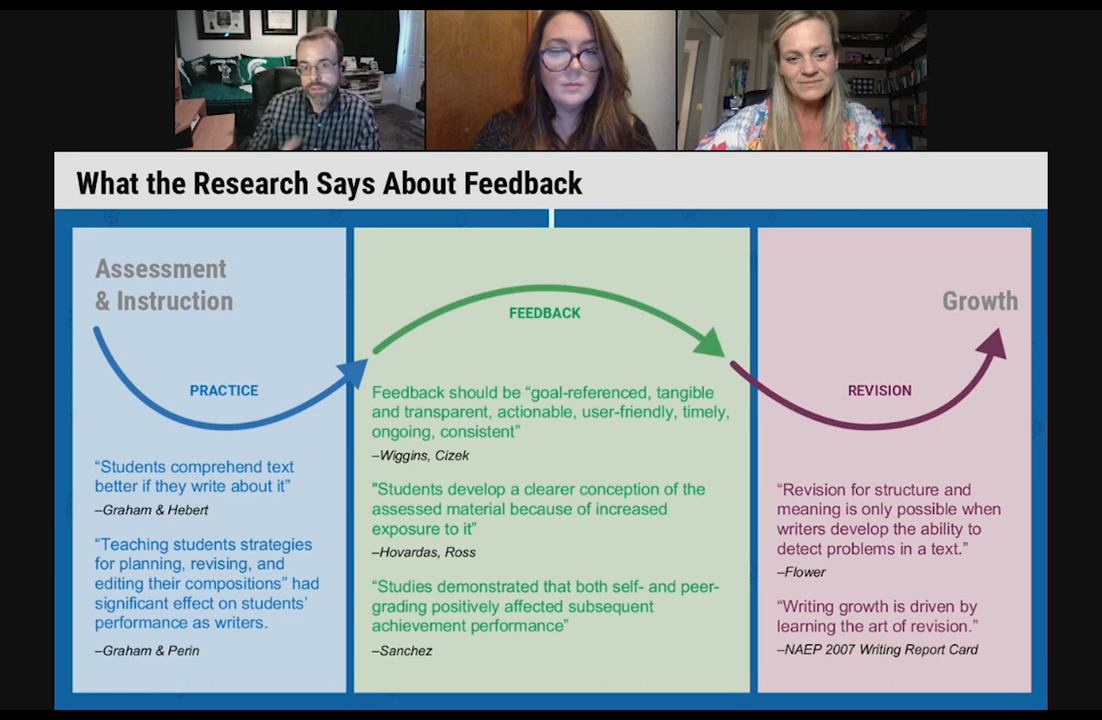 What the Research Says About Feedback
Assessment
& Instruction
PRACTICE
“Students comprehend text
better if they write about it”
–Graham & Hebert
“Teaching students strategies
for planning, revising, and
editing their compositions” had
significant effect on students’
performance as writers.
–Graham & Perin
FEEDBACK
Feedback should be “goal-referenced, tangible
and transparent, actionable, user-friendly, timely,
ongoing, consistent”
–Wiggins, Cizek
"Students develop a clearer conception of the
assessed material because of increased
exposure to it”
–Hovardas, Ross
“Studies demonstrated that both self- and peer-
grading positively affected subsequent
achievement performance”
–Sanchez
Growth
REVISION
“Revision for structure and
meaning is only possible when
writers develop the ability to
detect problems in a text.”
–Flower
“Writing growth is driven by
learning the art of revision.”
–NAEP 2007 Writing Report Card